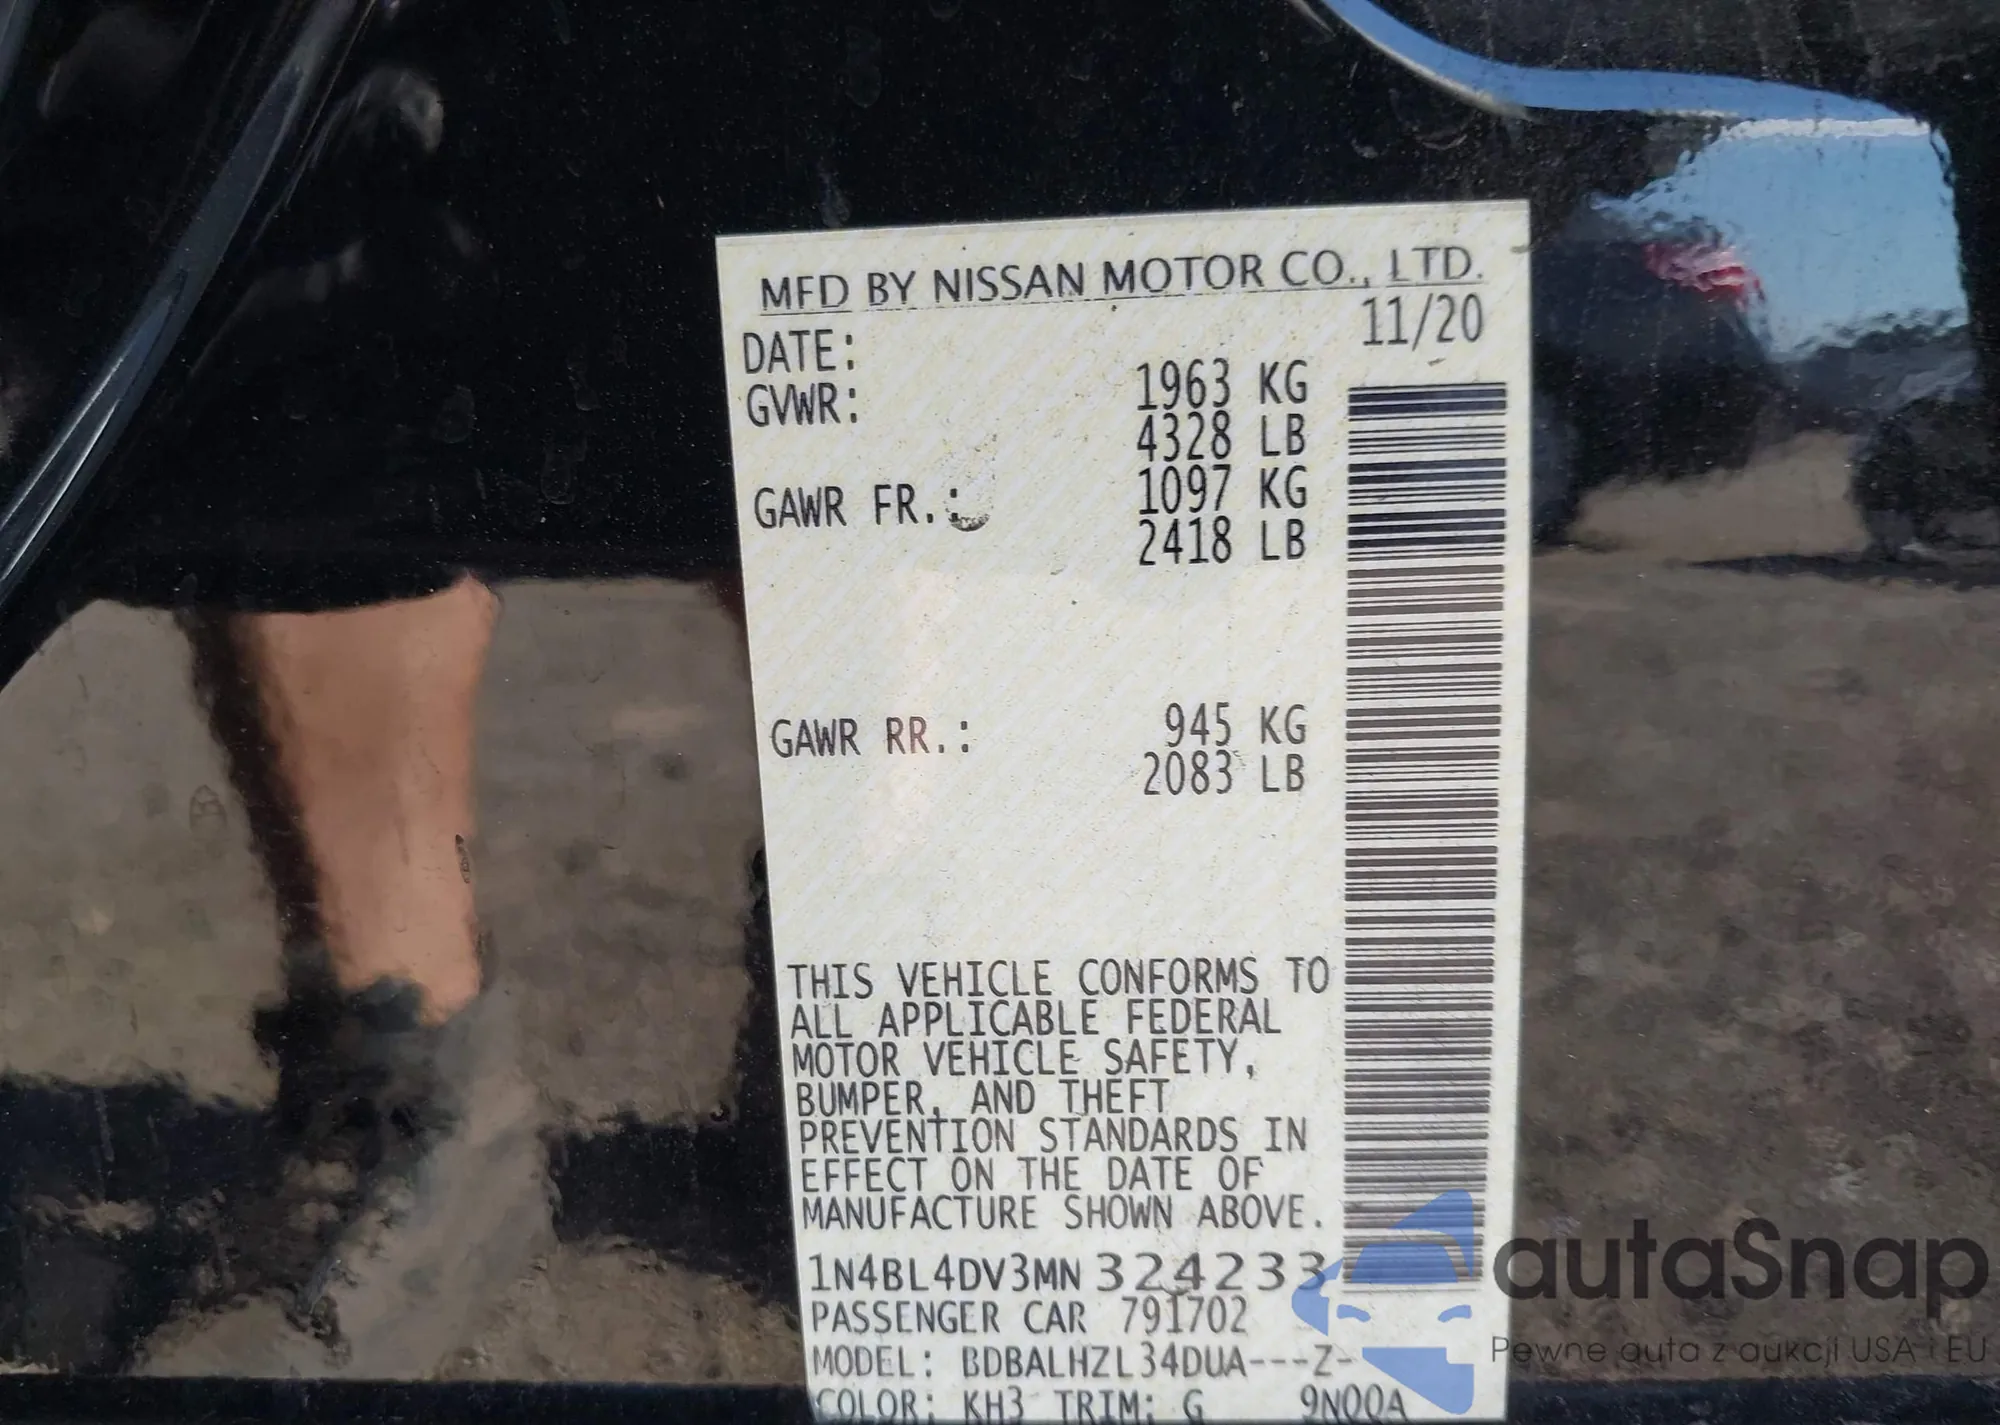 MFD BY NISSAN MOTOR CO., LTD.
DATE: 11/20
GVWR: 1963 KG
4328 LB
GAWR FR.: 1097 KG
2418 LB
GAWR RR.: 945 KG
2083 LB
THIS VEHICLE CONFORMS TO
ALL APPLICABLE FEDERAL
MOTOR VEHICLE SAFETY,
BUMPER, AND THEFT
PREVENTION STANDARDS IN
EFFECT ON THE DATE OF
MANUFACTURE SHOWN ABOVE.
1N4BL4DV3MN324233
PASSENGER CAR 791702
MODEL: BDBALHZL34DUA---Z-
COLOR: KH3 TRIM: G 9NQQA
autaSnap
Pewne auta z aukcji USA i EU